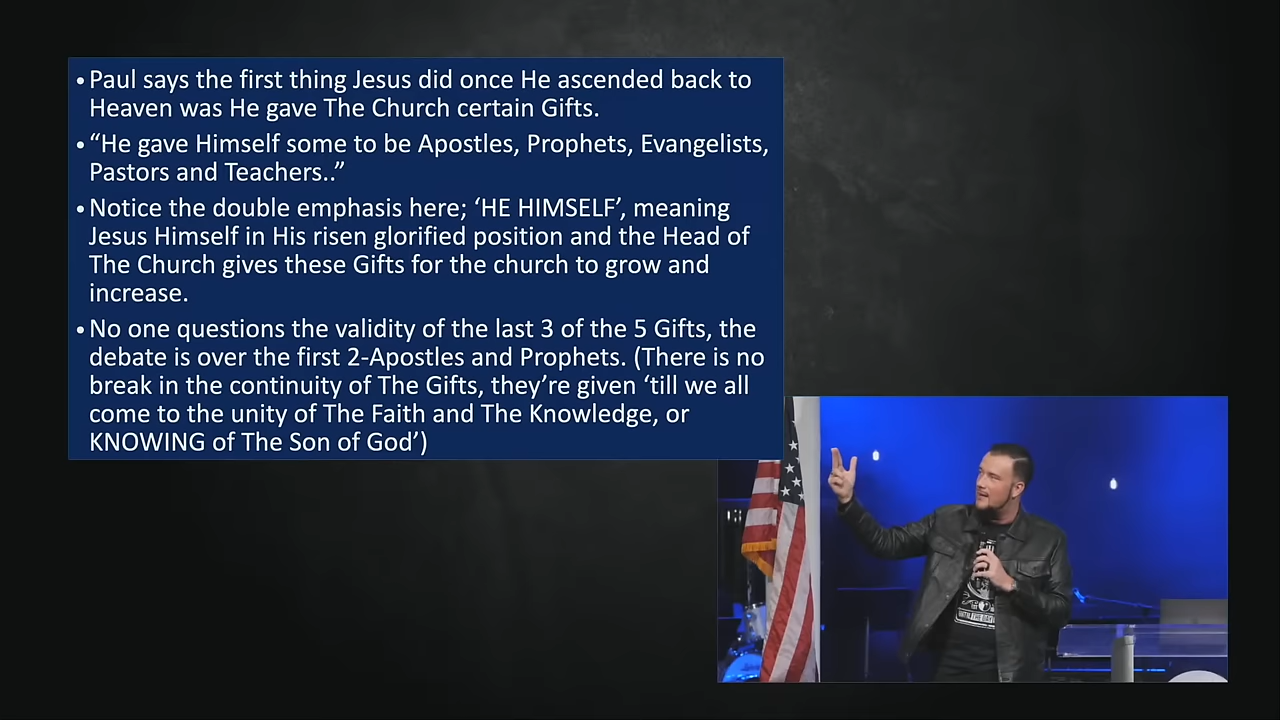 •Paul says the first thing Jesus did once He ascended back to
Heaven was He gave The Church certain Gifts.
•“He gave Himself some to be Apostles, Prophets, Evangelists,
Pastors and Teachers..”
•Notice the double emphasis here; ‘HE HIMSELF’, meaning
Jesus Himself in His risen glorified position and the Head of
The Church gives these Gifts for the church to grow and
increase.
•No one questions the validity of the last 3 of the 5 Gifts, the
debate is over the first 2-Apostles and Prophets. (There is no
break in the continuity of The Gifts, they’re given ‘till we all
come to the unity of The Faith and The Knowledge, or
KNOWING of The Son of God’)